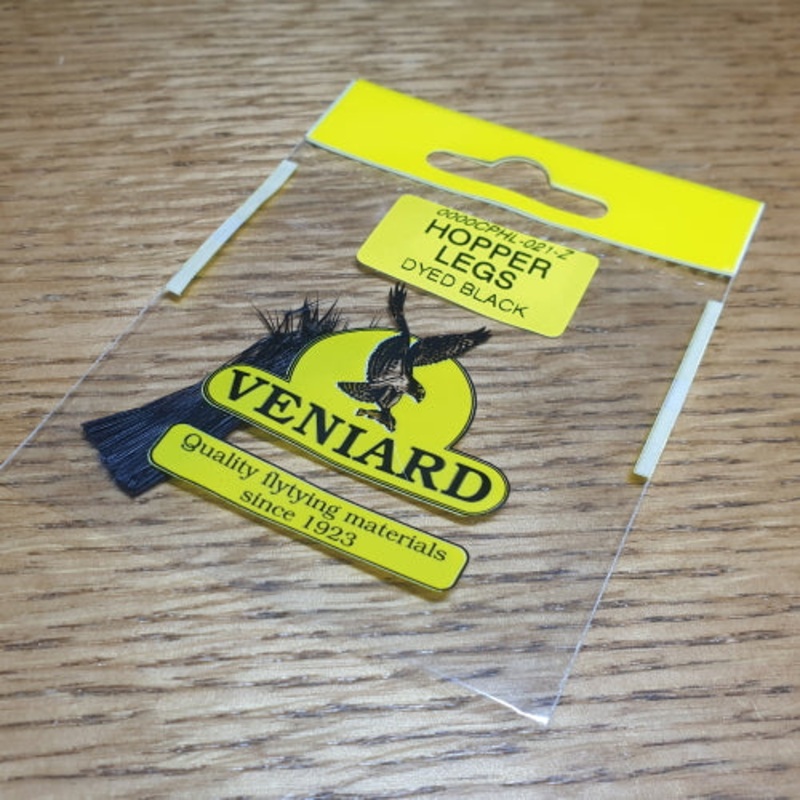 0000CPHL-021-Z
HOPPER
LEGS
DYED BLACK
VENIARD
Quality flytying materials
since 1923